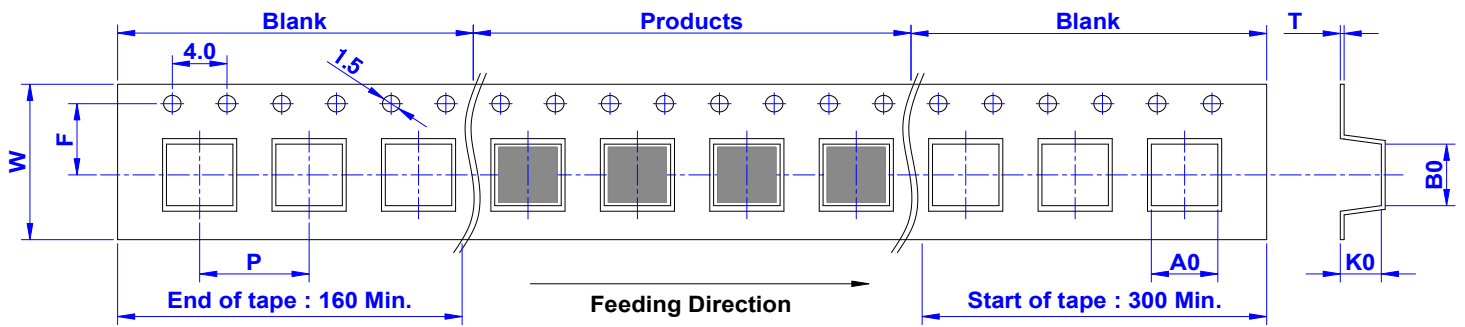 Blank
Products
Blank
T
4.0
1.5
F
W
B0
P
A0
K0
End of tape : 160 Min.
Feeding Direction
Start of tape : 300 Min.